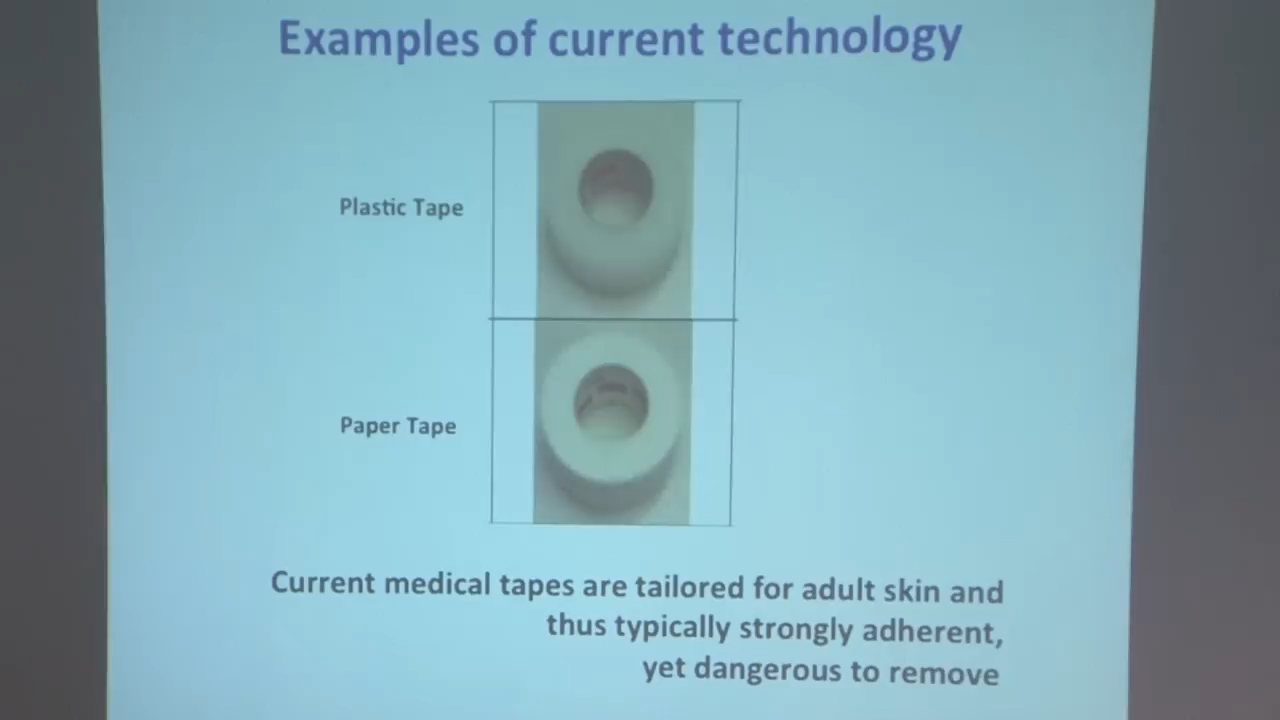 Examples of current technology
Plastic Tape
Paper Tape
Current medical tapes are tailored for adult skin and
thus typically strongly adherent,
yet dangerous to remove